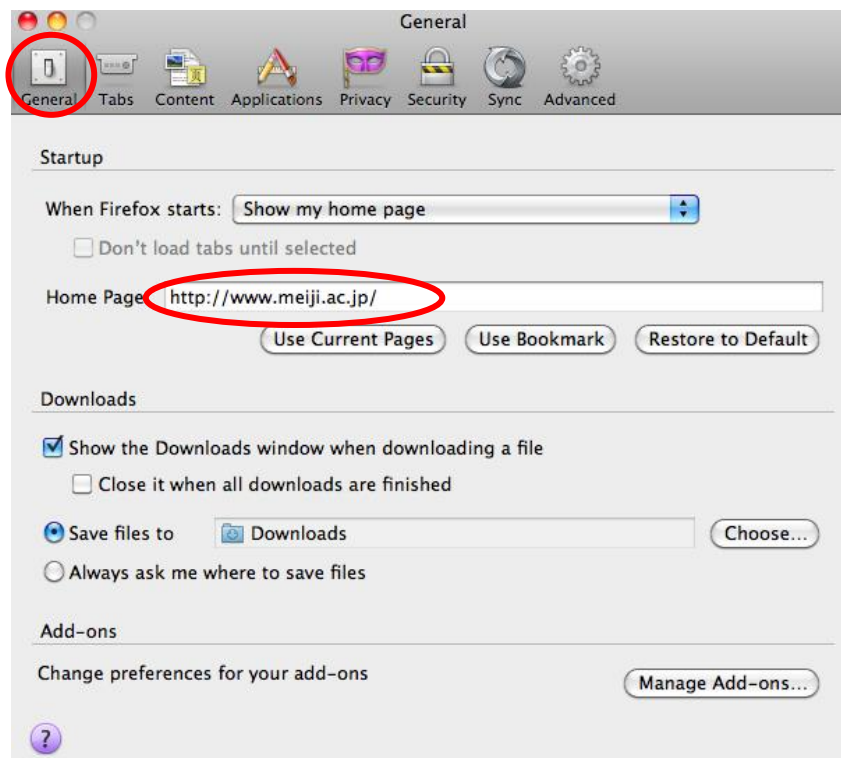 General
General Tabs Content Applications Privacy Security Sync Advanced
Startup
When Firefox starts: Show my home page
Don't load tabs until selected
Home Page http://www.meiji.ac.jp/
Use Current Pages Use Bookmark Restore to Default
Downloads
Show the Downloads window when downloading a file
Close it when all downloads are finished
Save files to Downloads Choose...
Always ask me where to save files
Add-ons
Change preferences for your add-ons
Manage Add-ons...
?